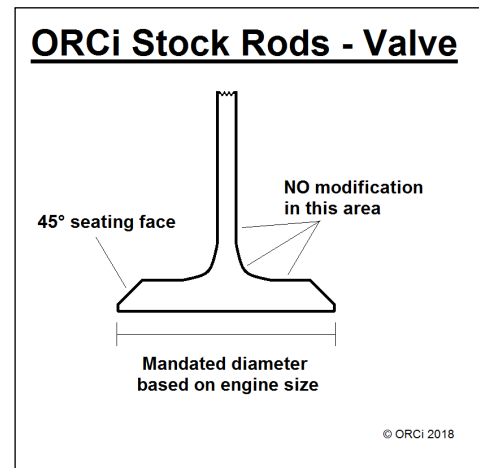 ORCi Stock Rods - Valve
NO modification
in this area
45° seating face
Mandated diameter
based on engine size
© ORCi 2018